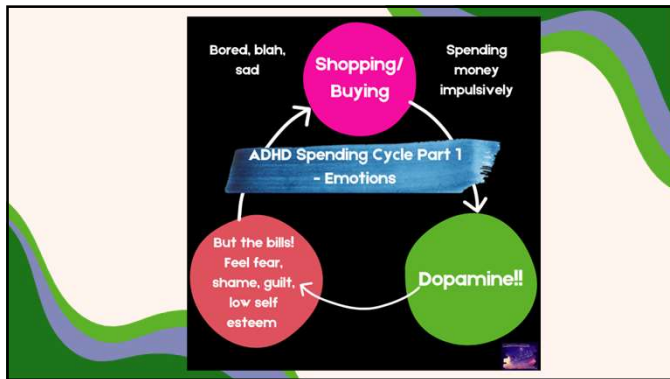 Bored, blah,
sad
Shopping/
Buying
Spending
money
impulsively
ADHD Spending Cycle Part 1
- Emotions
But the bills!
Feel fear,
shame, guilt,
low self
esteem
Dopamine!!